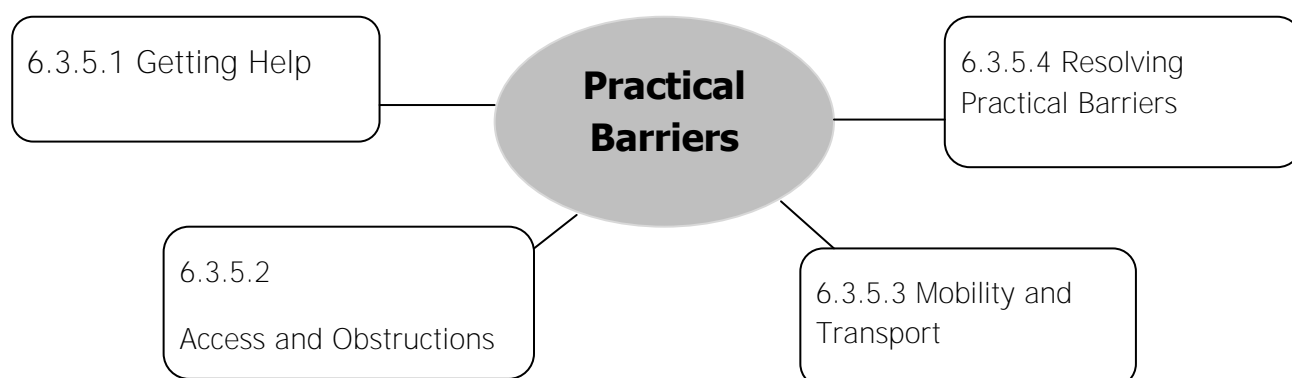 6.3.5.1 Getting Help
Practical
Barriers
6.3.5.4 Resolving
Practical Barriers
6.3.5.2
Access and Obstructions
6.3.5.3 Mobility and
Transport